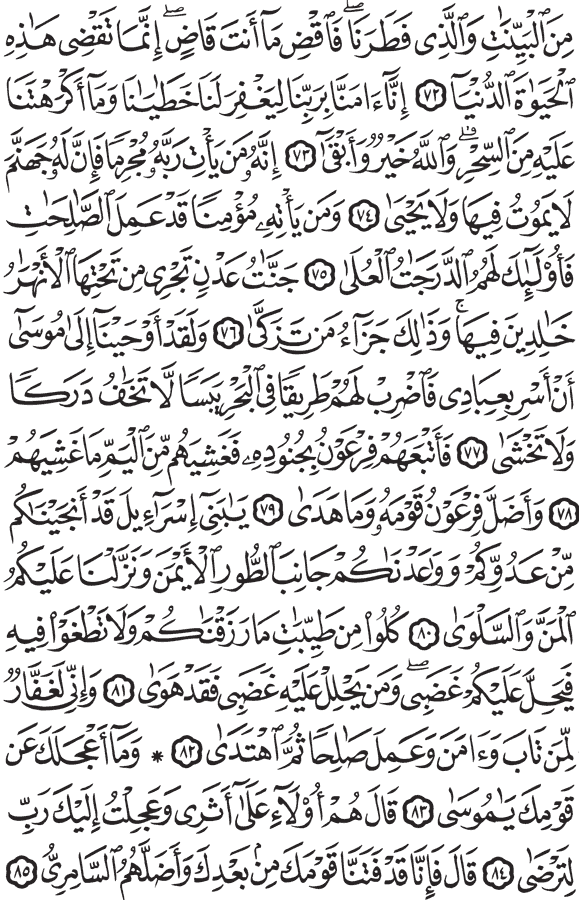 مِنَ ٱلْبَيِّنَٰتِ وَٱلَّذِى فَطَرَنَا ۖ فَٱقْضِ مَآ أَنتَ قَاضٍ ۖ إِنَّمَا تَقْضِى هَٰذِهِ
ٱلْحَيَوٰةَ ٱلدُّنْيَآ ٧٢ إِنَّآ ءَامَنَّا بِرَبِّنَا لِيَغْفِرَ لَنَا خَطَٰيَٰنَا وَمَآ أَكْرَهْتَنَا
عَلَيْهِ مِنَ ٱلسِّحْرِ ۗ وَٱللَّهُ خَيْرٌ وَأَبْقَىٰٓ ٧٣ إِنَّهُۥ مَن يَأْتِ رَبَّهُۥ مُجْرِمًا فَإِنَّ لَهُۥ جَهَنَّمَ
لَا يَمُوتُ فِيهَا وَلَا يَحْيَىٰ ٧٤ وَمَن يَأْتِهِۦ مُؤْمِنًا قَدْ عَمِلَ ٱلصَّٰلِحَٰتِ
فَأُو۟لَٰٓئِكَ لَهُمُ ٱلدَّرَجَٰتُ ٱلْعُلَىٰ ٧٥ جَنَّٰتُ عَدْنٍ تَجْرِى مِن تَحْتِهَا ٱلْأَنْهَٰرُ
خَٰلِدِينَ فِيهَا ۚ وَذَٰلِكَ جَزَآءُ مَن تَزَكَّىٰ ٧٦ وَلَقَدْ أَوْحَيْنَآ إِلَىٰ مُوسَىٰٓ
أَنْ أَسْرِ بِعِبَادِى فَٱضْرِبْ لَهُمْ طَرِيقًا فِى ٱلْبَحْرِ يَبَسًا لَّا تَخَٰفُ دَرَكًا
وَلَا تَخْشَىٰ ٧٧ فَأَتْبَعَهُمْ فِرْعَوْنُ بِجُنُودِهِۦ فَغَشِيَهُم مِّنَ ٱلْيَمِّ مَا غَشِيَهُمْ
٧٨ وَأَضَلَّ فِرْعَوْنُ قَوْمَهُۥ وَمَا هَدَىٰ ٧٩ يَٰبَنِىٓ إِسْرَٰٓءِيلَ قَدْ أَنجَيْنَٰكُم
مِّنْ عَدُوِّكُمْ وَوَٰعَدْنَٰكُمْ جَانِبَ ٱلطُّورِ ٱلْأَيْمَنَ وَنَزَّلْنَا عَلَيْكُمُ
ٱلْمَنَّ وَٱلسَّلْوَىٰ ٨٠ كُلُوا۟ مِن طَيِّبَٰتِ مَا رَزَقْنَٰكُمْ وَلَا تَطْغَوْا۟ فِيهِ
فَيَحِلَّ عَلَيْكُمْ غَضَبِى ۖ وَمَن يَحْلِلْ عَلَيْهِ غَضَبِى فَقَدْ هَوَىٰ ٨١ وَإِنِّى لَغَفَّارٌ
لِّمَن تَابَ وَءَامَنَ وَعَمِلَ صَٰلِحًا ثُمَّ ٱهْتَدَىٰ ٨٢ * وَمَآ أَعْجَلَكَ عَن
قَوْمِكَ يَٰمُوسَىٰ ٨٣ قَالَ هُمْ أُو۟لَآءِ عَلَىٰٓ أَثَرِى وَعَجِلْتُ إِلَيْكَ رَبِّ
لِتَرْضَىٰ ٨٤ قَالَ فَإِنَّا قَدْ فَتَنَّا قَوْمَكَ مِنۢ بَعْدِكَ وَأَضَلَّهُمُ ٱلسَّامِرِىُّ ٨٥